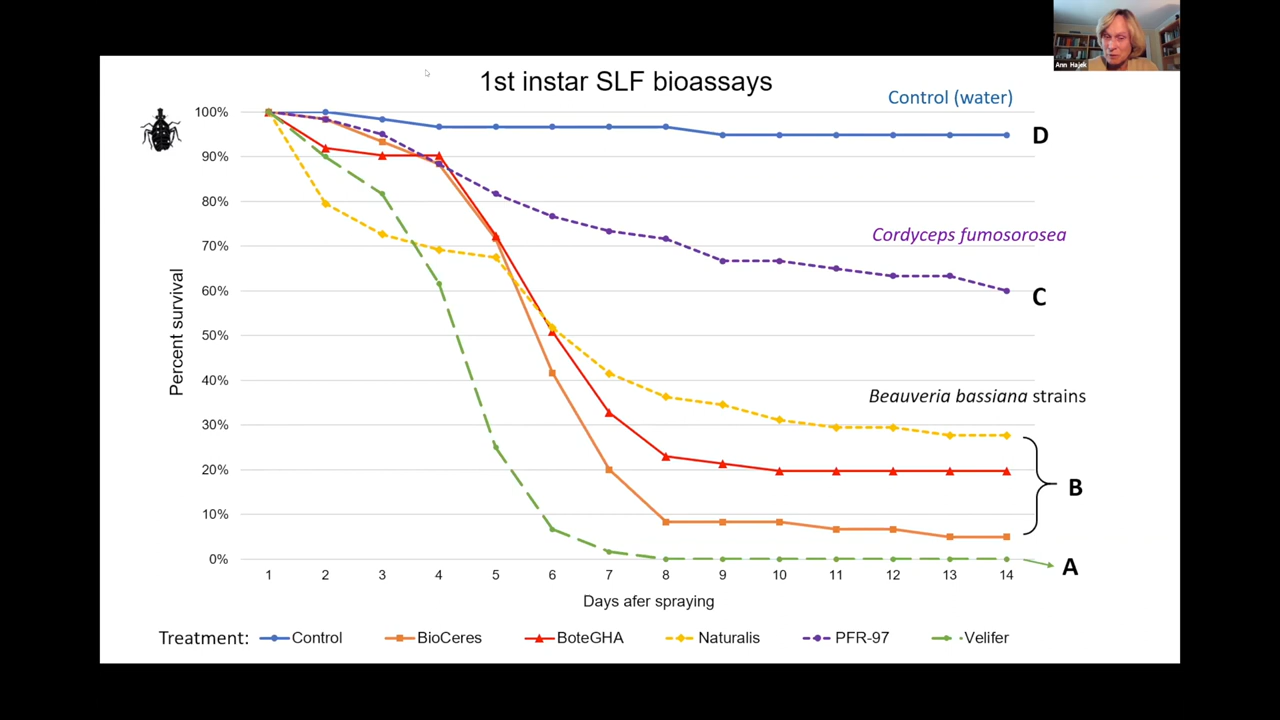 Ann Hajek
1st instar SLF bioassays
Control (water)
D
Cordyceps fumosorosea
C
Beauveria bassiana strains
B
A
Percent survival
100%
90%
80%
70%
60%
50%
40%
30%
20%
10%
0%
1 2 3 4 5 6 7 8 9 10 11 12 13 14
Days afer spraying
Treatment: Control BioCeres BoteGHA Naturalis PFR-97 Velifer